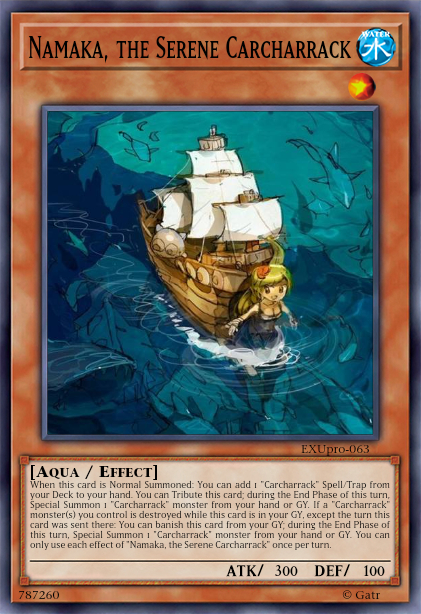 Namaka, the Serene Carcharrack
WATER
水
EXUpro-063
[Aqua / Effect]
When this card is Normal Summoned: You can add 1 "Carcharrack" Spell/Trap from
your Deck to your hand. You can Tribute this card; during the End Phase of this turn,
Special Summon 1 "Carcharrack" monster from your hand or GY. If a "Carcharrack"
monster(s) you control is destroyed while this card is in your GY, except the turn this
card was sent there: You can banish this card from your GY; during the End Phase of
this turn, Special Summon 1 "Carcharrack" monster from your hand or GY. You can
only use each effect of "Namaka, the Serene Carcharrack" once per turn.
ATK/ 300 DEF/ 100
787260 © Gatr